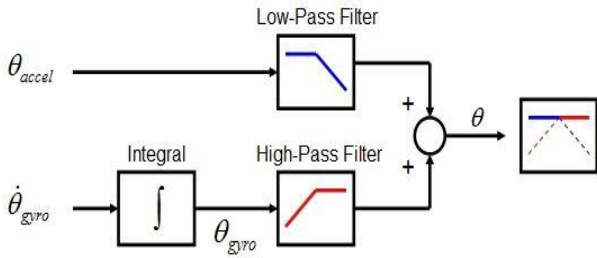 Low-Pass Filter
θaccel
+
θ
Integral
High-Pass Filter
+
θ̇gyro
∫
θgyro